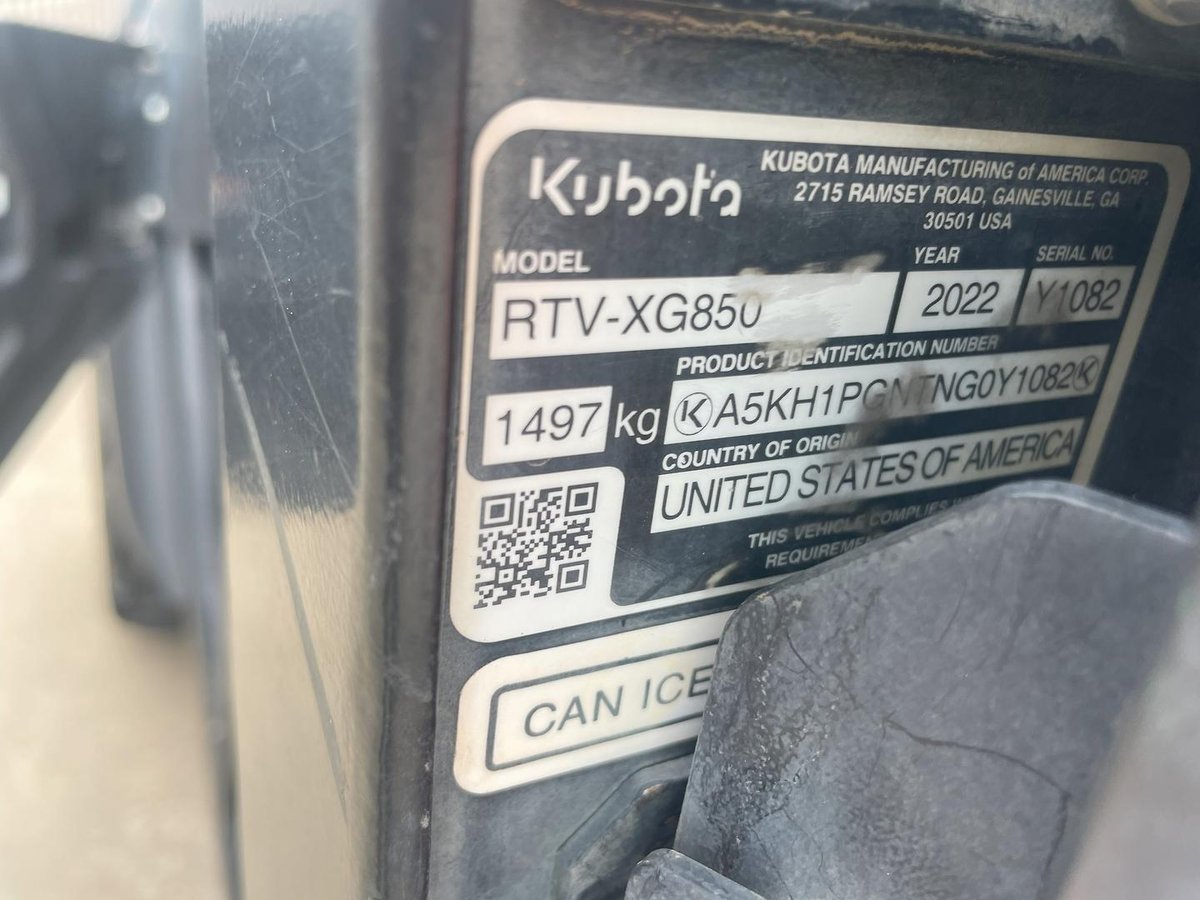 Kubota
KUBOTA MANUFACTURING of AMERICA CORP.
2715 RAMSEY ROAD, GAINESVILLE, GA
30501 USA
MODEL
YEAR
SERIAL NO.
RTV-XG850
2022
Y1082
PRODUCT IDENTIFICATION NUMBER
1497 kg
A5KH1PGNTNG0Y1082
COUNTRY OF ORIGIN
UNITED STATES OF AMERICA
THIS VEHICLE COMPLIES
CAN ICE